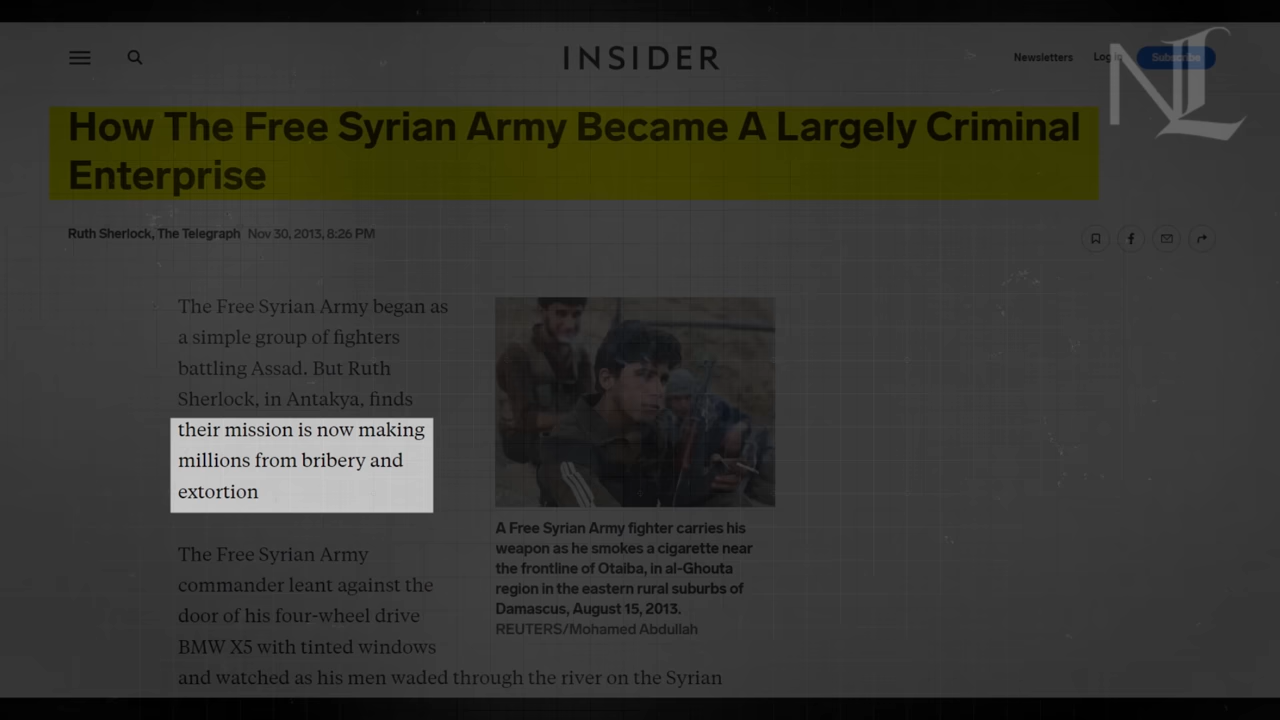 INSIDER
Newsletters
Log in
Subscribe
NL
How The Free Syrian Army Became A Largely Criminal
Enterprise
Ruth Sherlock, The Telegraph Nov 30, 2013, 8:26 PM
The Free Syrian Army began as
a simple group of fighters
battling Assad. But Ruth
Sherlock, in Antakya, finds
their mission is now making
millions from bribery and
extortion
The Free Syrian Army
commander leant against the
door of his four-wheel drive
BMW X5 with tinted windows
and watched as his men waded through the river on the Syrian
A Free Syrian Army fighter carries his
weapon as he smokes a cigarette near
the frontline of Otaiba, in al-Ghouta
region in the eastern rural suburbs of
Damascus, August 15, 2013.
REUTERS/Mohamed Abdullah